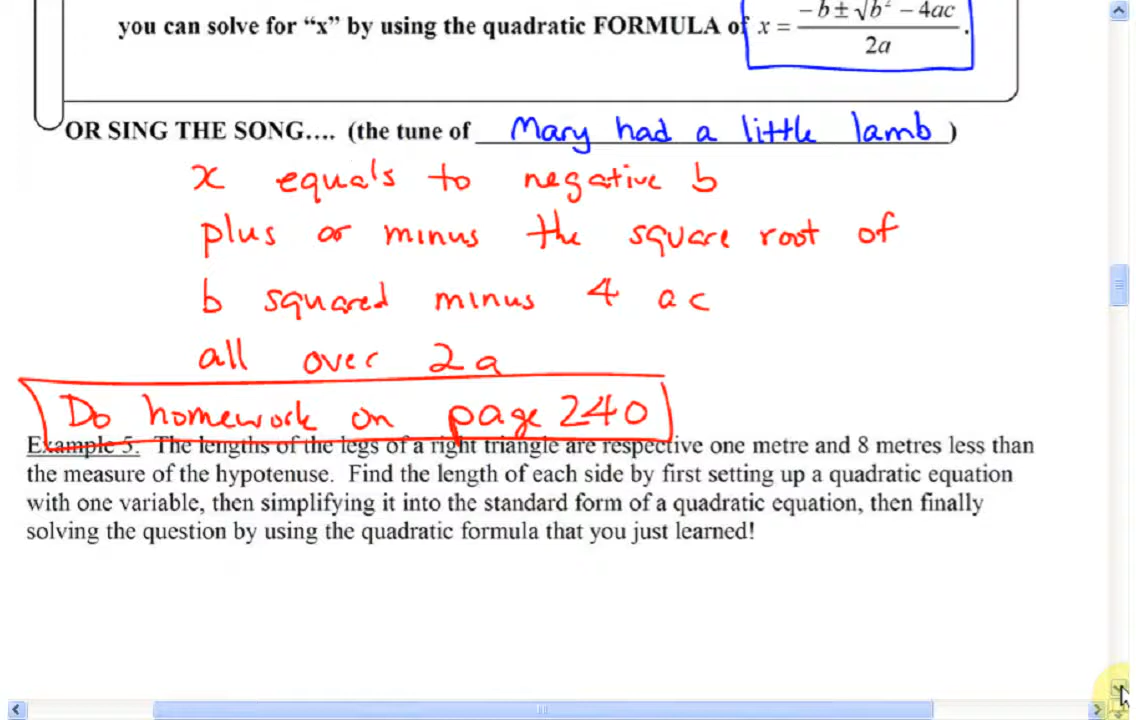 you can solve for “x” by using the quadratic FORMULA of x = −b ± √b² − 4ac / 2a .
OR SING THE SONG…. (the tune of Mary had a little lamb )
x equals to negative b
plus or minus the square root of
b squared minus 4 ac
all over 2a
Do homework on page 240
Example 5. The lengths of the legs of a right triangle are respective one metre and 8 metres less than
the measure of the hypotenuse. Find the length of each side by first setting up a quadratic equation
with one variable, then simplifying it into the standard form of a quadratic equation, then finally
solving the question by using the quadratic formula that you just learned!